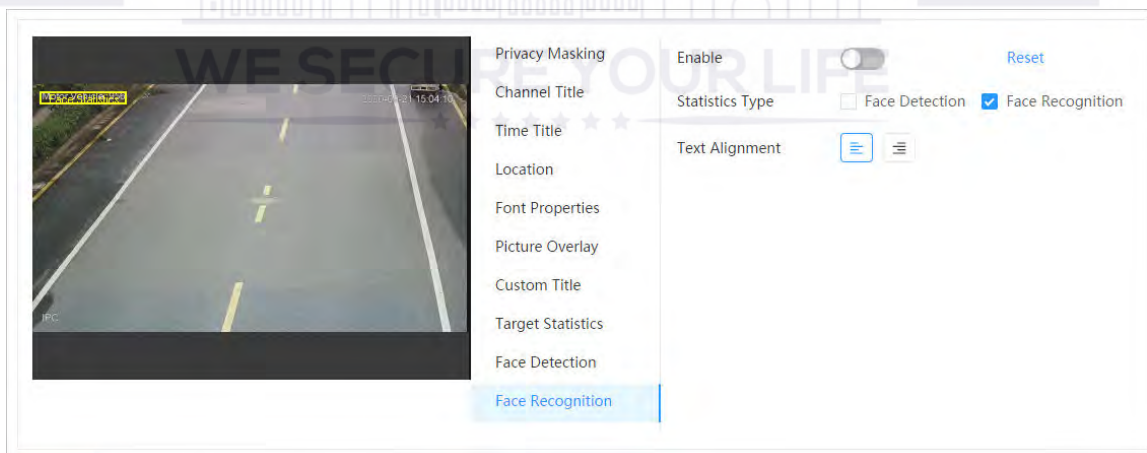 WE SECURE YOUR LIFE
IPC
Privacy Masking
Channel Title
Time Title
Location
Font Properties
Picture Overlay
Custom Title
Target Statistics
Face Detection
Face Recognition
Enable
Reset
Statistics Type
Face Detection
Face Recognition
Text Alignment